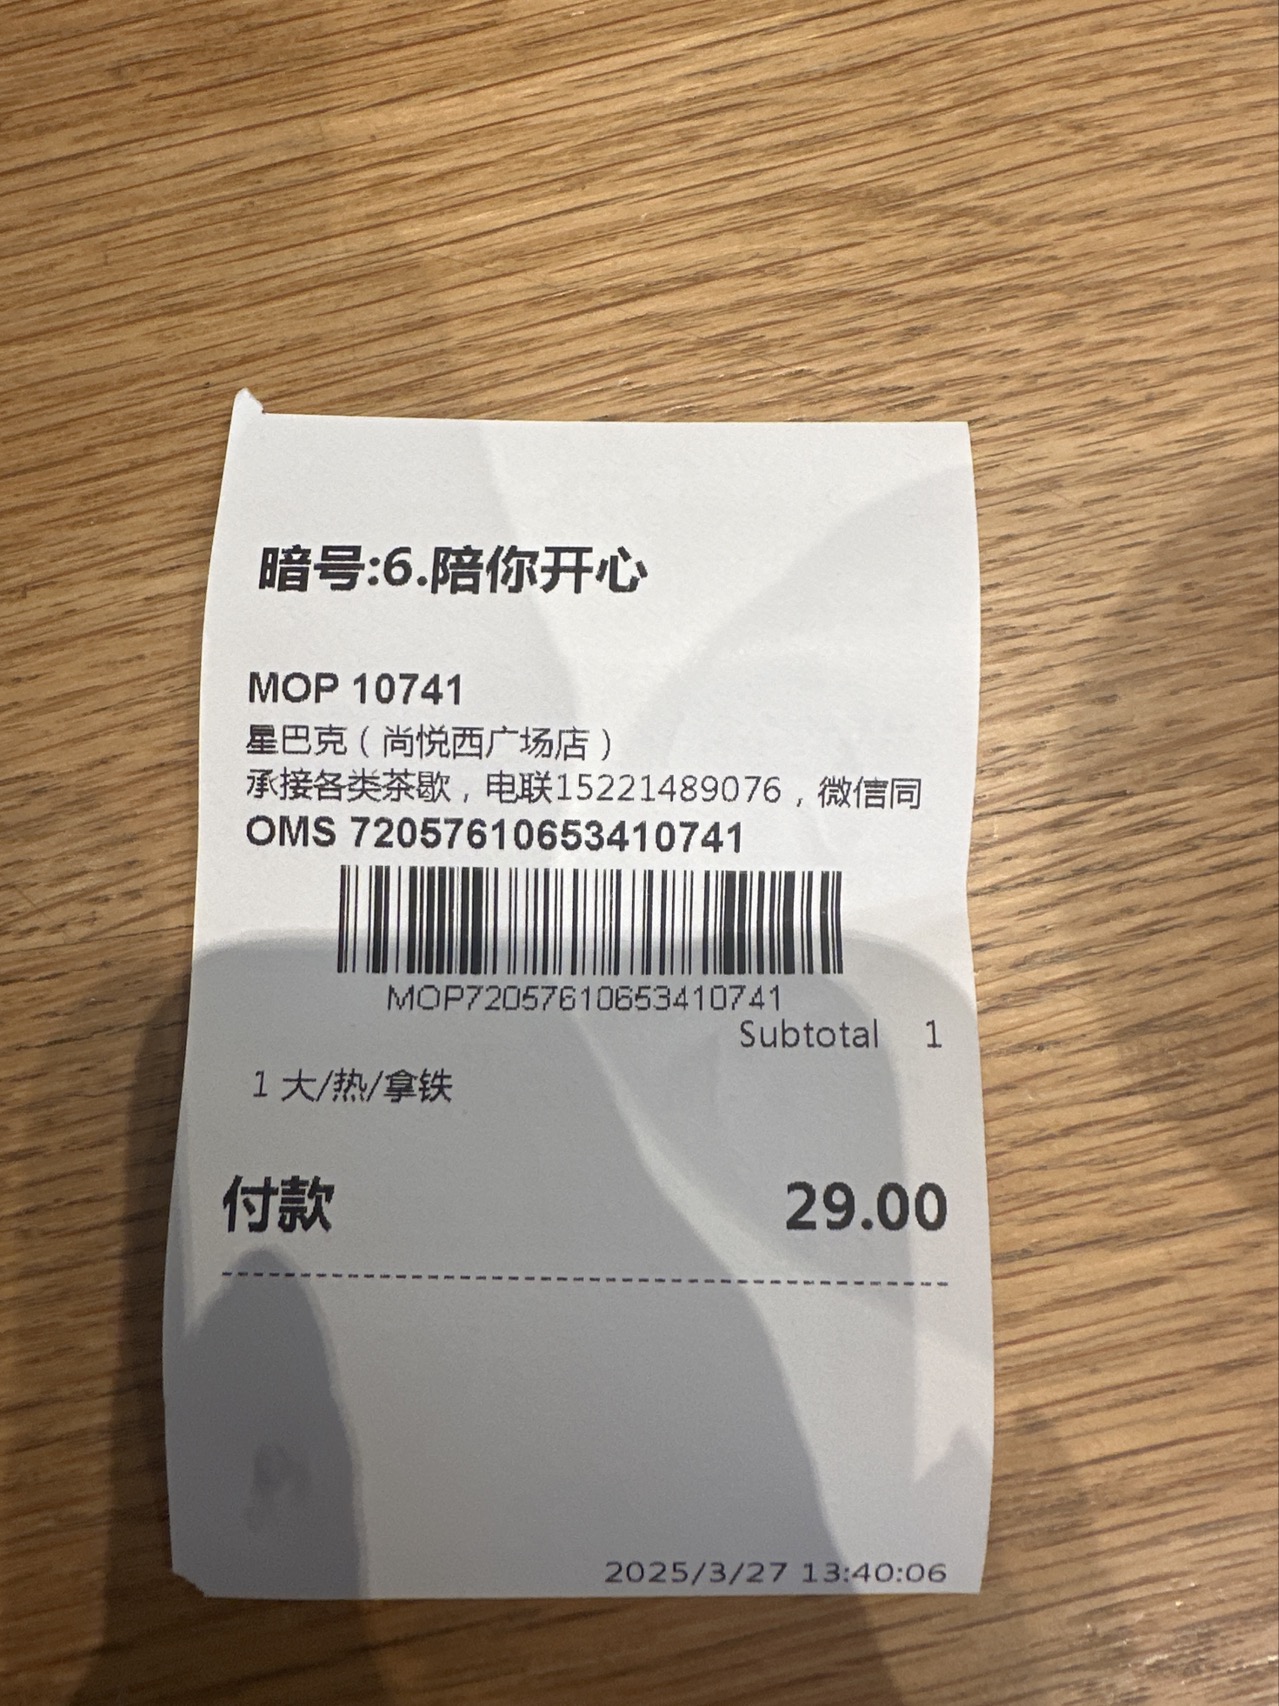 暗号:6.陪你开心
MOP 10741
星巴克（尚悦西广场店）
承接各类茶歇，电联15221489076，微信同
OMS 72057610653410741
MOP72057610653410741
Subtotal 1
1 大/热/拿铁
付款 29.00
2025/3/27 13:40:06